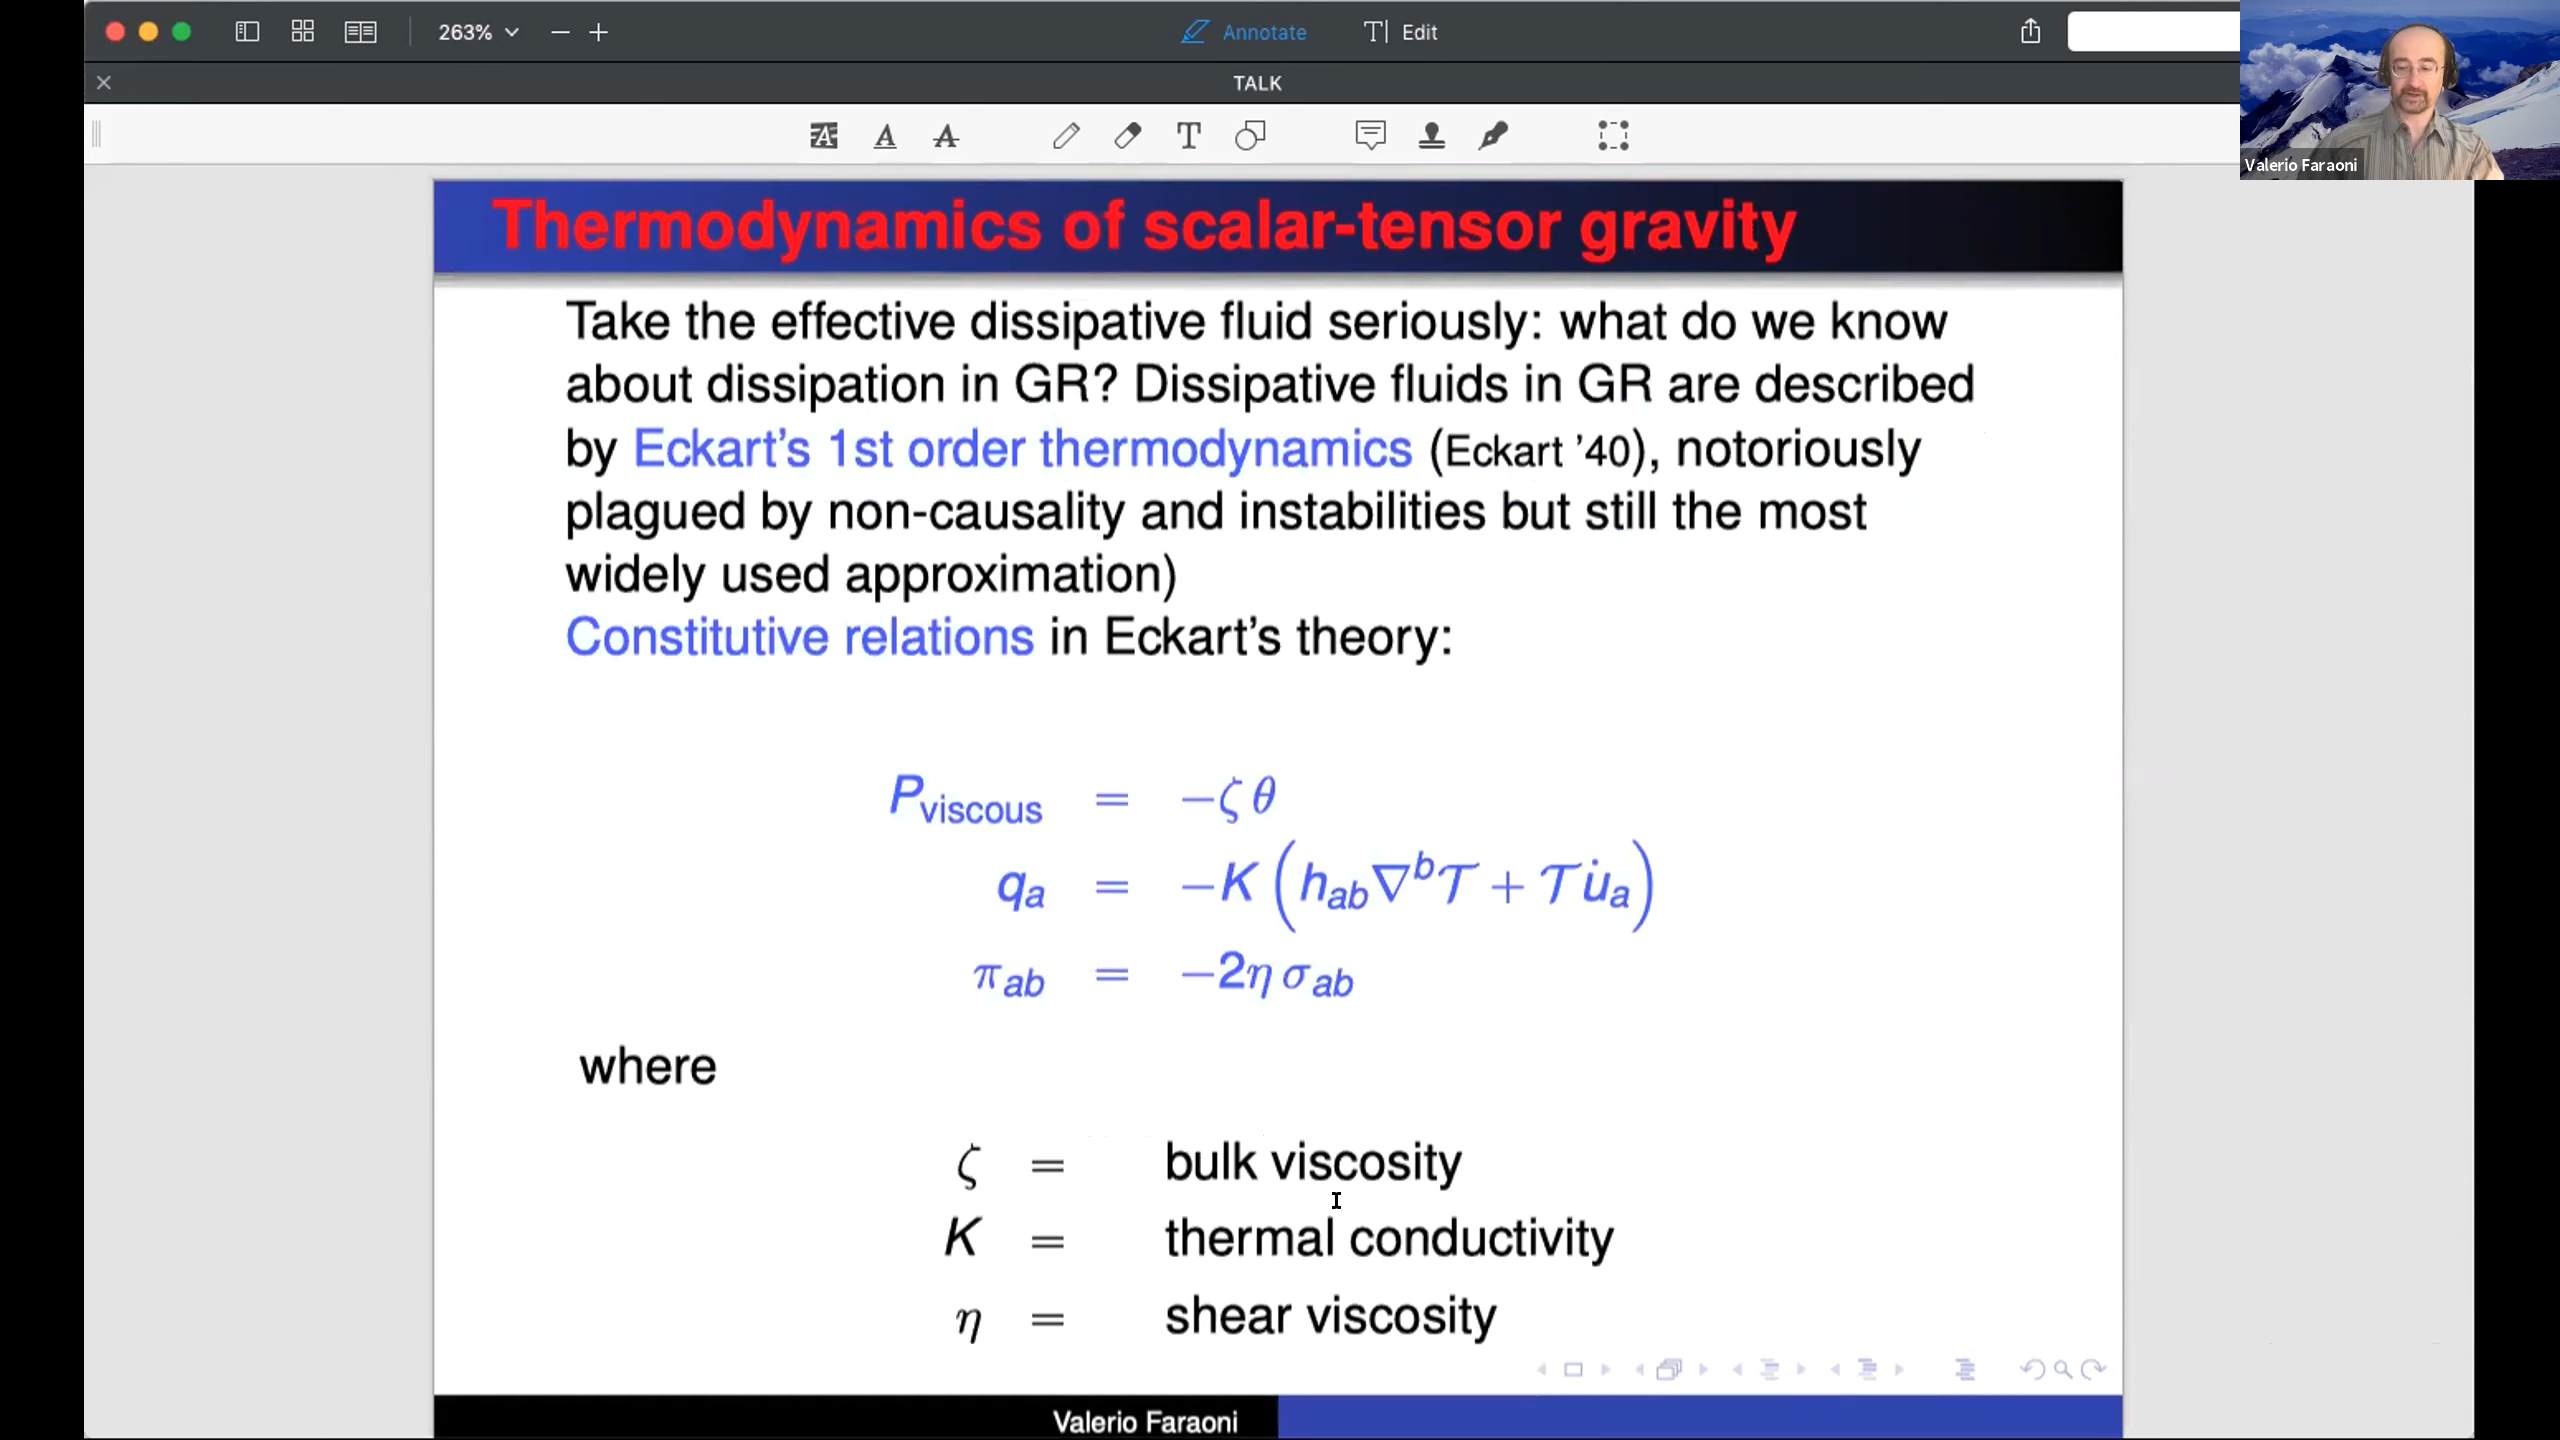 263%
Annotate
Edit
TALK
Valerio Faraoni
Thermodynamics of scalar-tensor gravity
Take the effective dissipative fluid seriously: what do we know
about dissipation in GR? Dissipative fluids in GR are described
by Eckart's 1st order thermodynamics (Eckart '40), notoriously
plagued by non-causality and instabilities but still the most
widely used approximation)
Constitutive relations in Eckart's theory:
P_viscous = −ζ θ
q_a = −K (h_ab ∇^b 𝒯 + 𝒯 u̇_a)
π_ab = −2η σ_ab
where
ζ = bulk viscosity
K = thermal conductivity
η = shear viscosity
Valerio Faraoni